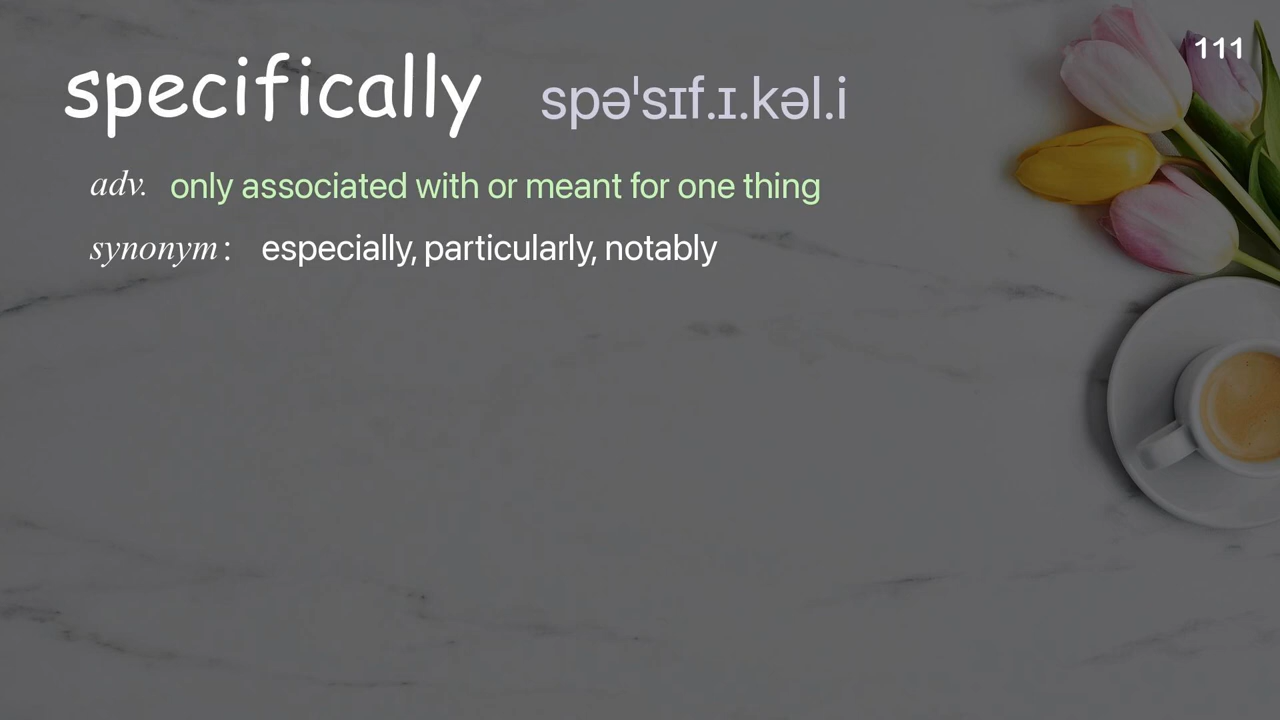 111
specifically spəˈsɪf.ɪ.kəl.i
adv. only associated with or meant for one thing
synonym: especially, particularly, notably